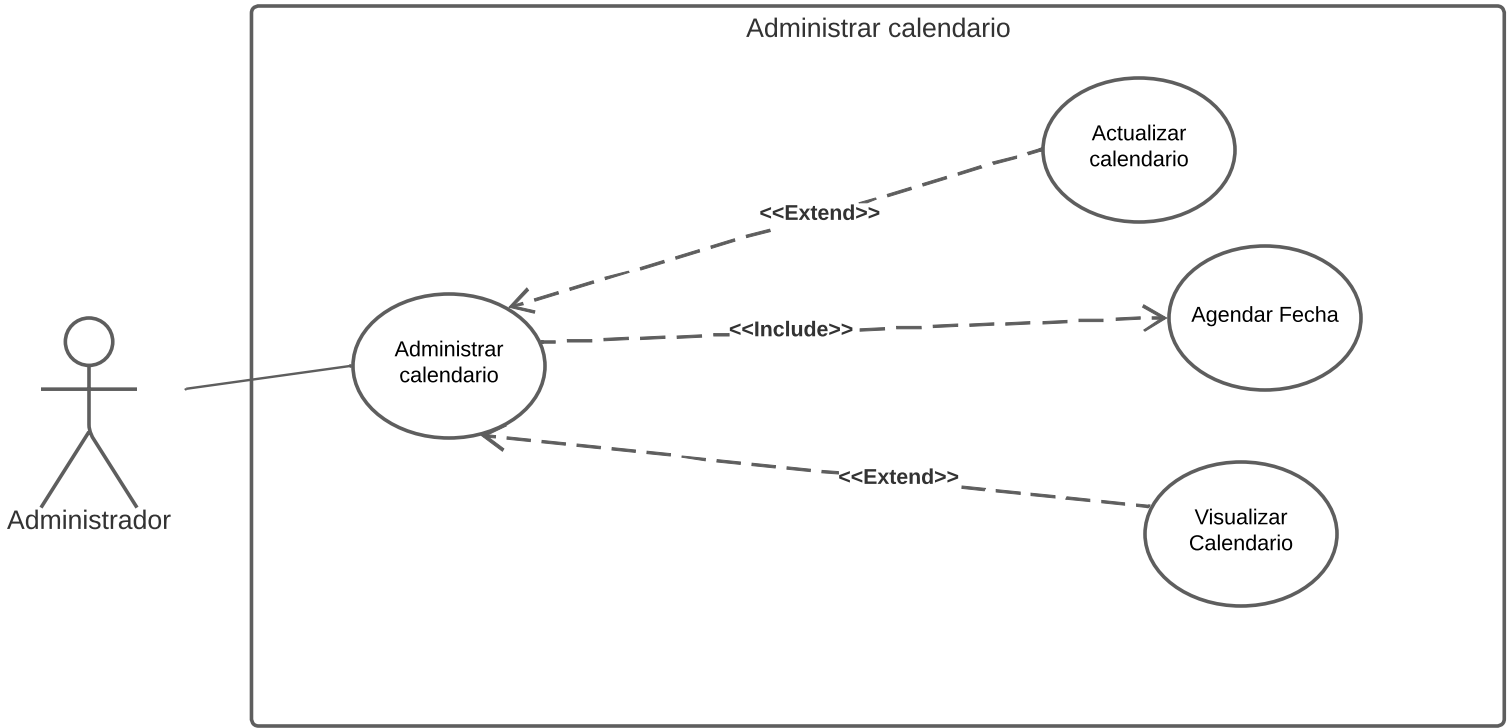 Administrar calendario
Actualizar
calendario
<<Extend>>
Agendar Fecha
<<Include>>
Administrar
calendario
<<Extend>>
Visualizar
Calendario
Administrador